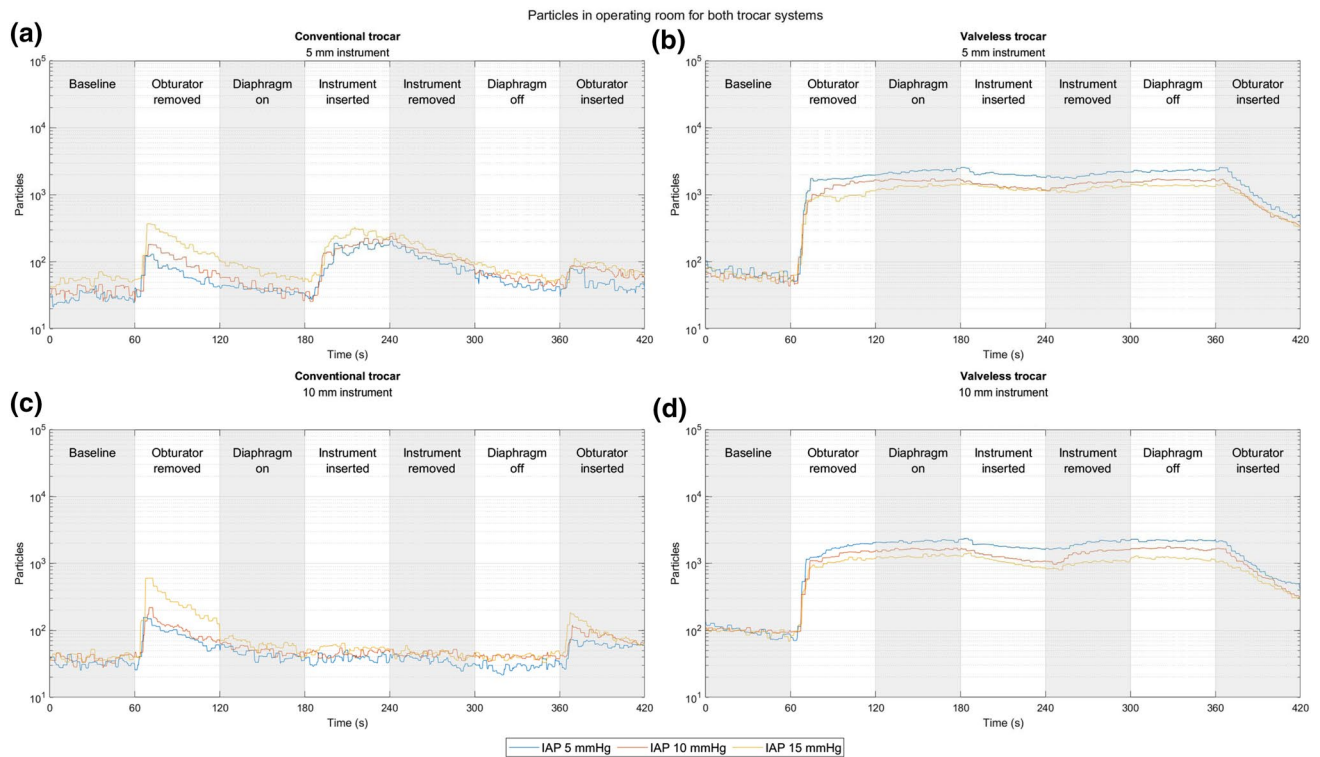 Particles in operating room for both trocar systems
(a)
Conventional trocar
5 mm instrument
10^5
10^4
10^3
10^2
10^1
Particles
Baseline
Obturator
removed
Diaphragm
on
Instrument
inserted
Instrument
removed
Diaphragm
off
Obturator
inserted
0 60 120 180 240 300 360 420
Time (s)
(b)
Valveless trocar
5 mm instrument
10^5
10^4
10^3
10^2
10^1
Particles
Baseline
Obturator
removed
Diaphragm
on
Instrument
inserted
Instrument
removed
Diaphragm
off
Obturator
inserted
0 60 120 180 240 300 360 420
Time (s)
(c)
Conventional trocar
10 mm instrument
10^5
10^4
10^3
10^2
10^1
Particles
Baseline
Obturator
removed
Diaphragm
on
Instrument
inserted
Instrument
removed
Diaphragm
off
Obturator
inserted
0 60 120 180 240 300 360 420
Time (s)
(d)
Valveless trocar
10 mm instrument
10^5
10^4
10^3
10^2
10^1
Particles
Baseline
Obturator
removed
Diaphragm
on
Instrument
inserted
Instrument
removed
Diaphragm
off
Obturator
inserted
0 60 120 180 240 300 360 420
Time (s)
IAP 5 mmHg IAP 10 mmHg IAP 15 mmHg